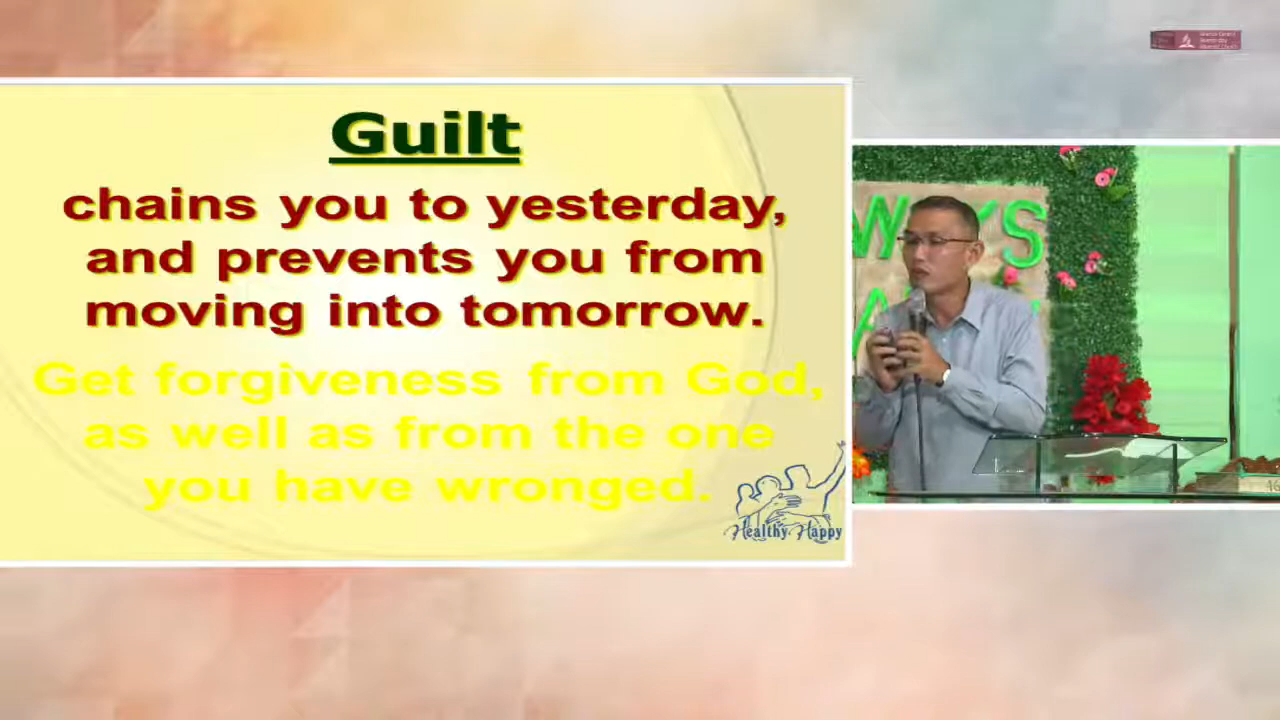 Guilt
chains you to yesterday,
and prevents you from
moving into tomorrow.
Get forgiveness from God,
as well as from the one
you have wronged.
Healthy Happy